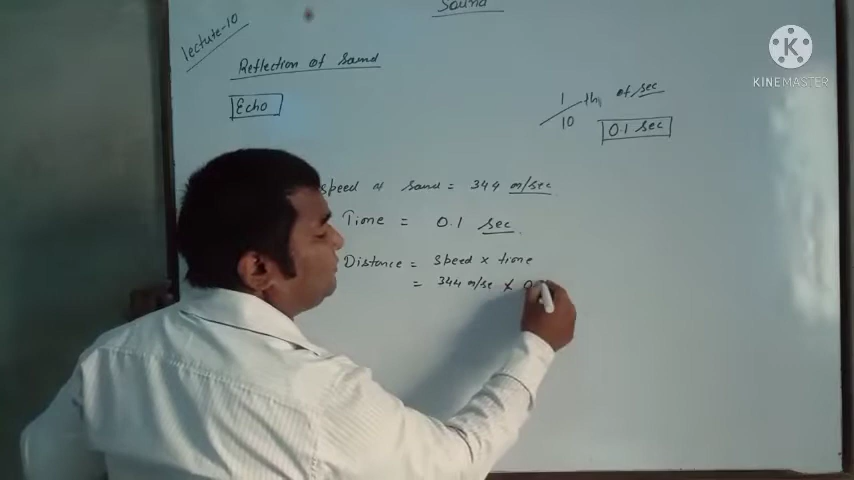 Sound
lecture-10
Reflection of Sound
Echo
1/10 th of sec
0.1 sec
speed of sound = 344 m/sec
Time = 0.1 sec.
Distance = speed x time
= 344 m/se x 0.
K
KINEMASTER